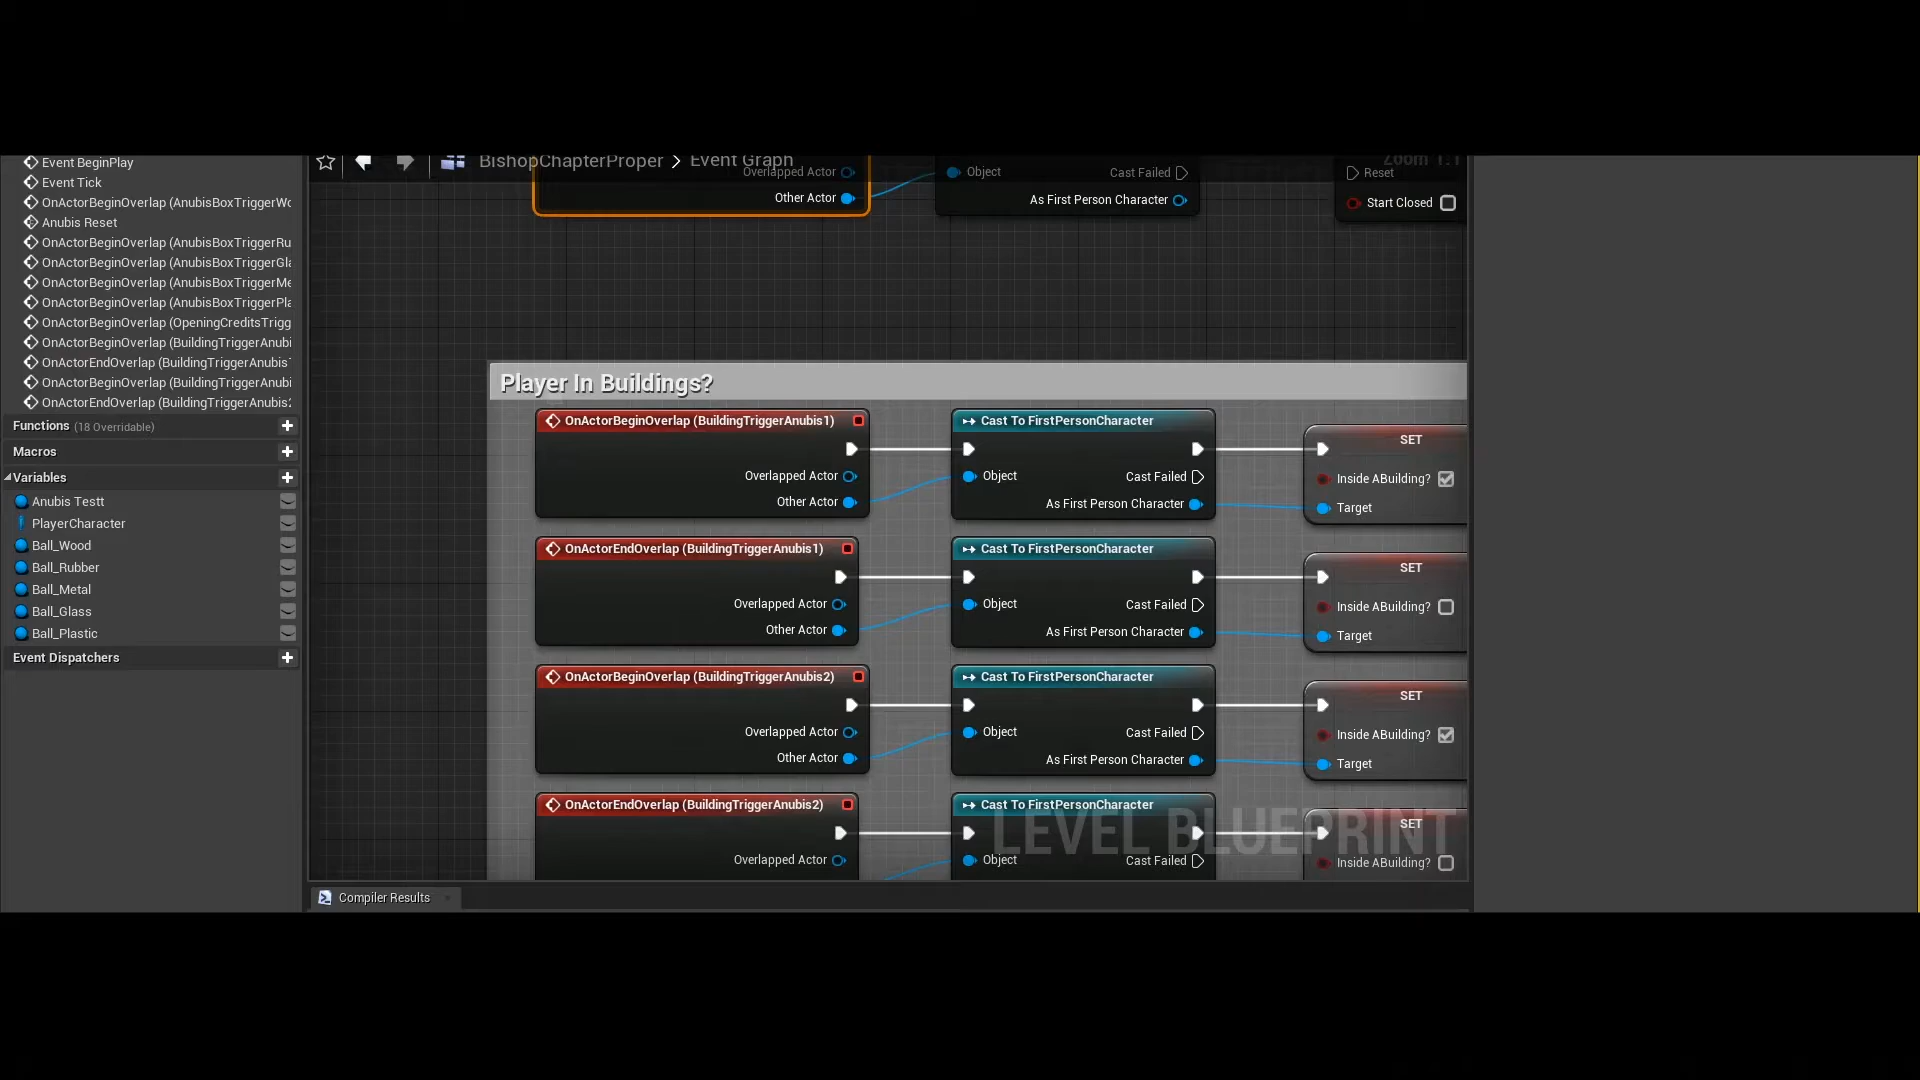 Event BeginPlay
Event Tick
OnActorBeginOverlap (AnubisBoxTriggerWo
Anubis Reset
OnActorBeginOverlap (AnubisBoxTriggerRu
OnActorBeginOverlap (AnubisBoxTriggerGla
OnActorBeginOverlap (AnubisBoxTriggerMe
OnActorBeginOverlap (AnubisBoxTriggerPla
OnActorBeginOverlap (OpeningCreditsTrigg
OnActorBeginOverlap (BuildingTriggerAnubi
OnActorEndOverlap (BuildingTriggerAnubis
OnActorBeginOverlap (BuildingTriggerAnubi
OnActorEndOverlap (BuildingTriggerAnubis2
Functions (18 Overridable)
Macros
Variables
Anubis Testt
PlayerCharacter
Ball_Wood
Ball_Rubber
Ball_Metal
Ball_Glass
Ball_Plastic
Event Dispatchers
BishopChapterProper > Event Graph
Zoom 1:1
Overlapped Actor
Other Actor
Object
Cast Failed
As First Person Character
Reset
Start Closed
Player In Buildings?
OnActorBeginOverlap (BuildingTriggerAnubis1)
Overlapped Actor
Other Actor
Cast To FirstPersonCharacter
Object
Cast Failed
As First Person Character
SET
Inside ABuilding?
Target
OnActorEndOverlap (BuildingTriggerAnubis1)
Overlapped Actor
Other Actor
Cast To FirstPersonCharacter
Object
Cast Failed
As First Person Character
SET
Inside ABuilding?
Target
OnActorBeginOverlap (BuildingTriggerAnubis2)
Overlapped Actor
Other Actor
Cast To FirstPersonCharacter
Object
Cast Failed
As First Person Character
SET
Inside ABuilding?
Target
OnActorEndOverlap (BuildingTriggerAnubis2)
Overlapped Actor
Cast To FirstPersonCharacter
Object
Cast Failed
SET
Inside ABuilding?
LEVEL BLUEPRINT
Compiler Results